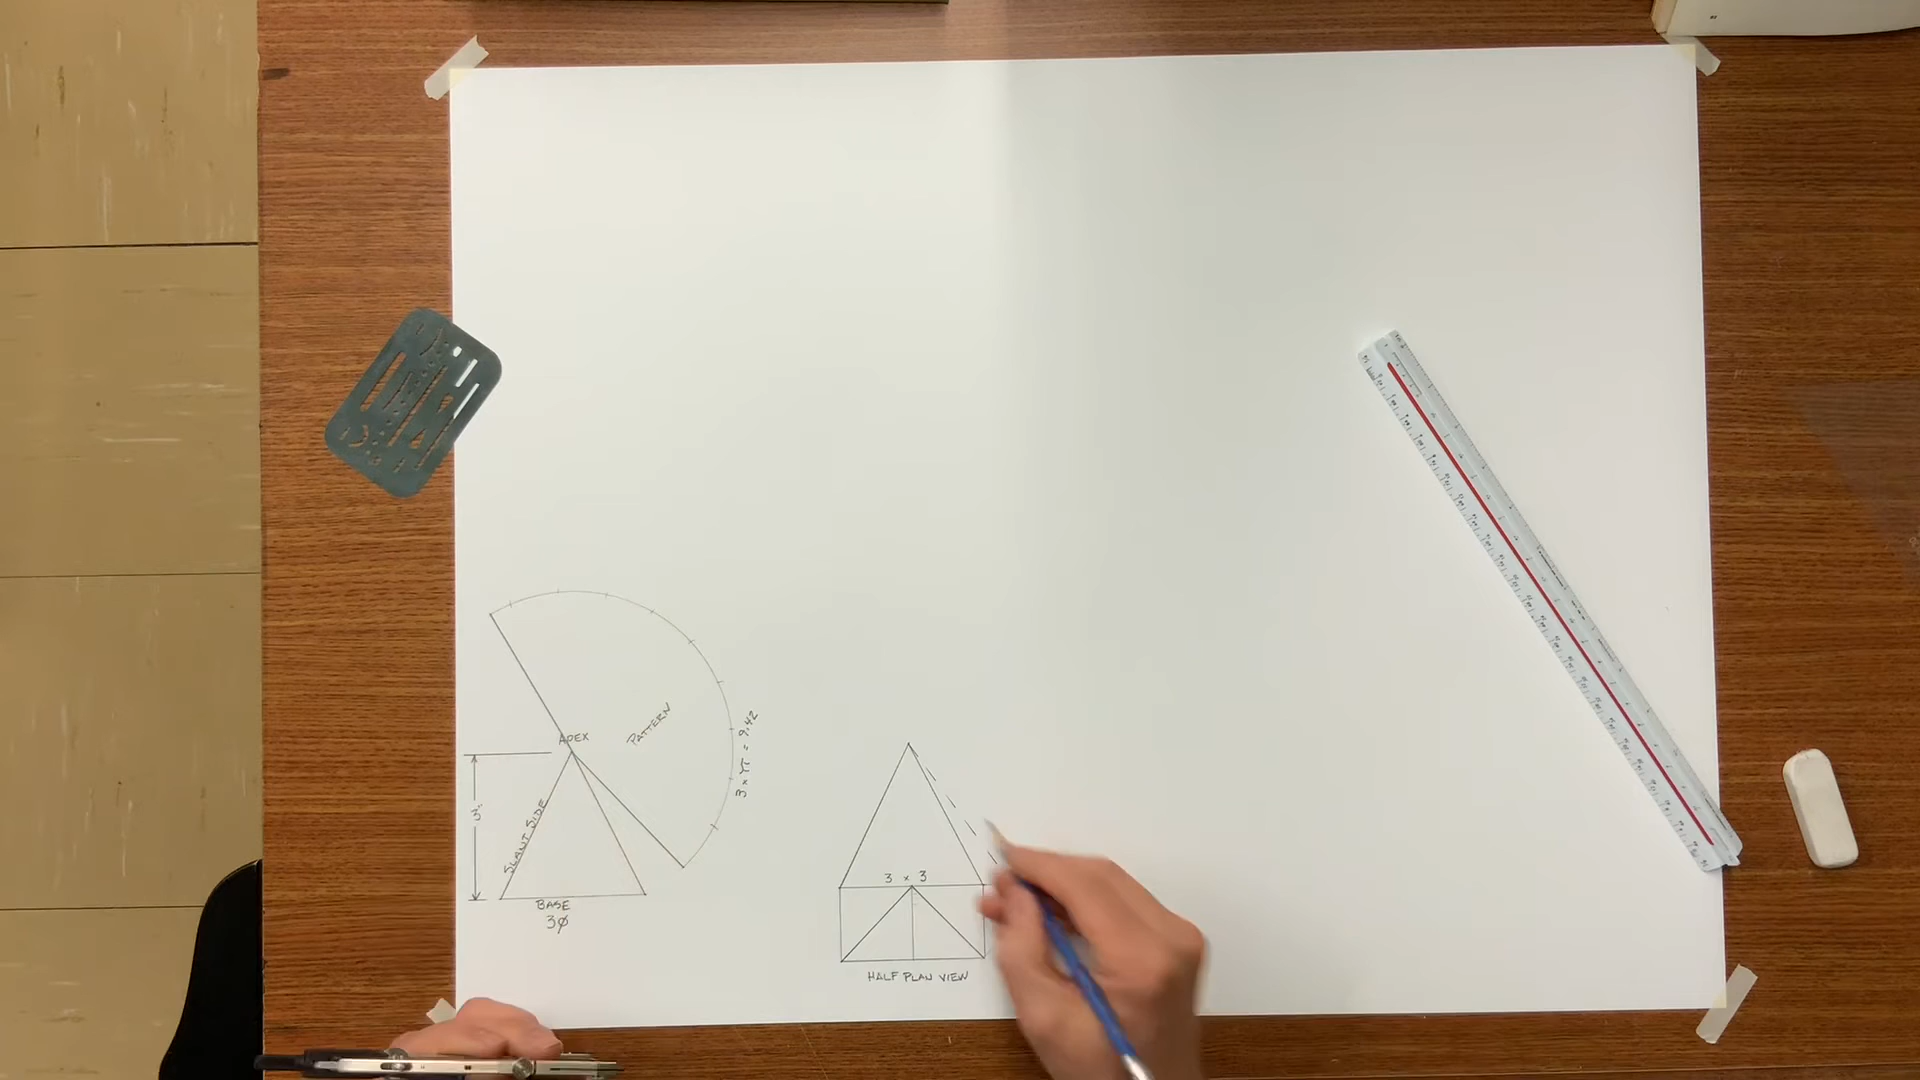 APEX
PATTERN
3 x π = 9.42
3"
SLANT SIDE
BASE
3Ø
3 x 3
HALF PLAN VIEW